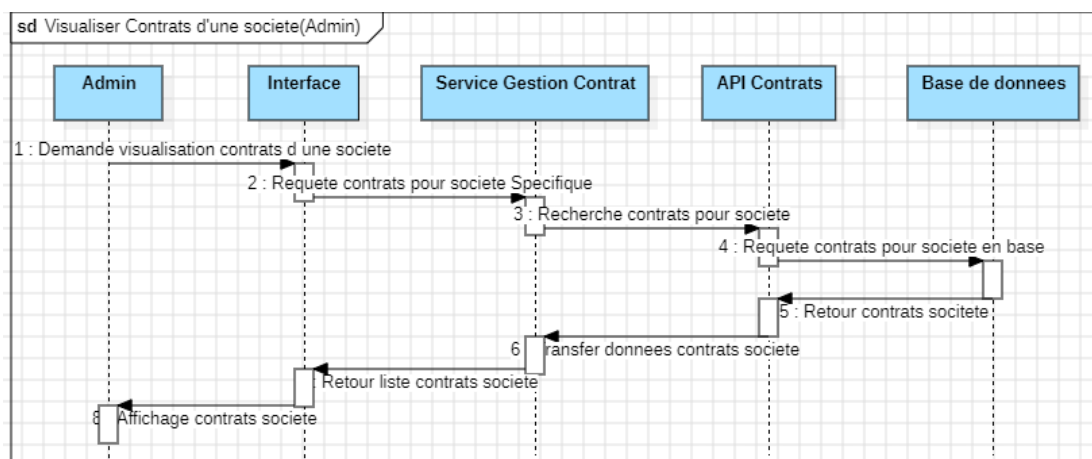 sd Visualiser Contrats d'une societe(Admin)
Admin
Interface
Service Gestion Contrat
API Contrats
Base de donnees
1 : Demande visualisation contrats d une societe
2 : Requete contrats pour societe Specifique
3 : Recherche contrats pour societe
4 : Requete contrats pour societe en base
5 : Retour contrats socitete
6 ransfer donnees contrats societe
: Retour liste contrats societe
8 Affichage contrats societe